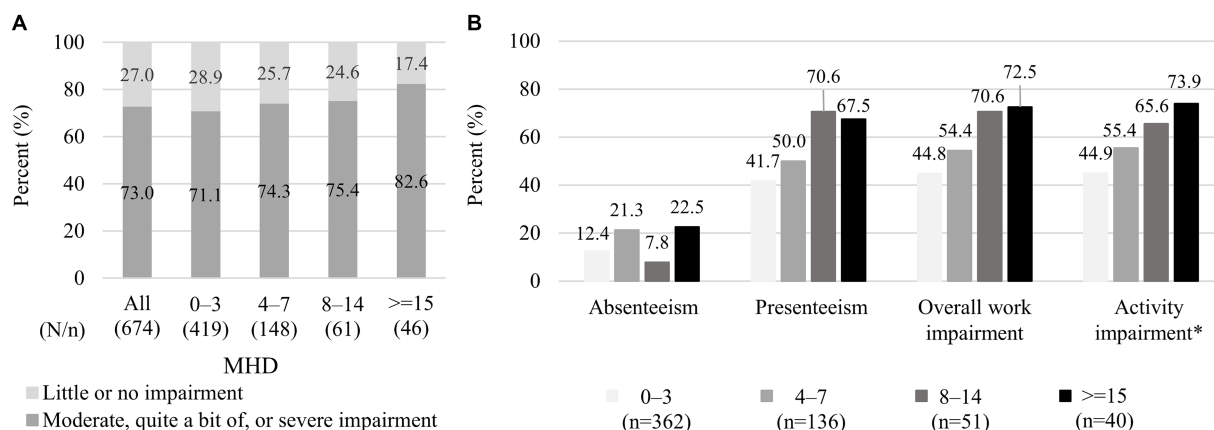 A
Percent (%)
100
80
60
40
20
0
27.0
28.9
25.7
24.6
17.4
73.0
71.1
74.3
75.4
82.6
All
0–3
4–7
8–14
>=15
(N/n)
(674)
(419)
(148)
(61)
(46)
MHD
Little or no impairment
Moderate, quite a bit of, or severe impairment
B
Percent (%)
100
80
60
40
20
0
12.4
21.3
7.8
22.5
41.7
50.0
70.6
67.5
44.8
54.4
70.6
72.5
44.9
55.4
65.6
73.9
Absenteeism
Presenteeism
Overall work
impairment
Activity
impairment*
0–3
(n=362)
4–7
(n=136)
8–14
(n=51)
>=15
(n=40)